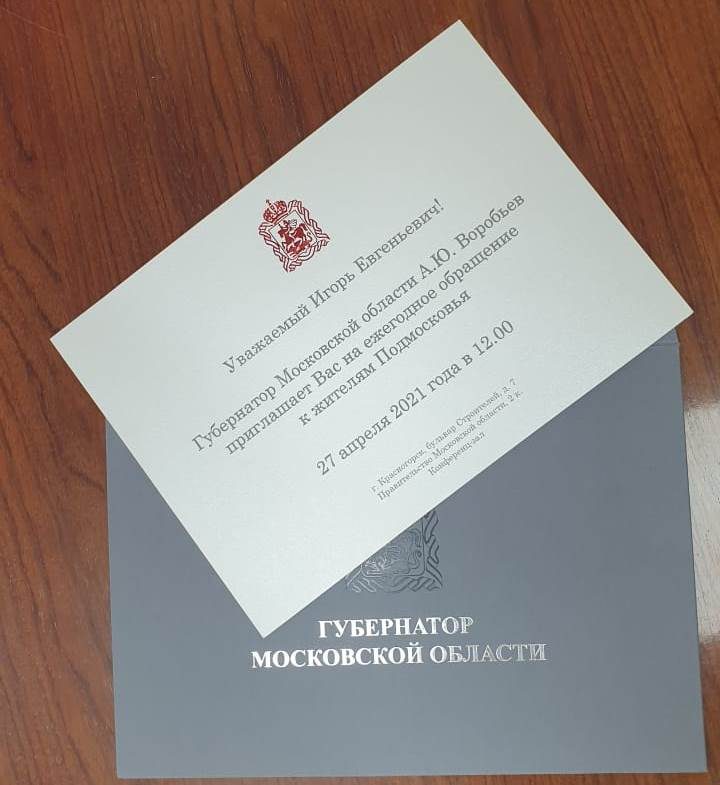 Уважаемый Игорь Евгеньевич!
Губернатор Московской области А.Ю. Воробьев
приглашает Вас на ежегодное обращение
к жителям Подмосковья
27 апреля 2021 года в 12.00
г. Красногорск, бульвар Строителей, д. 7
Правительство Московской области, 2 к.
Конференц-зал
ГУБЕРНАТОР
МОСКОВСКОЙ ОБЛАСТИ